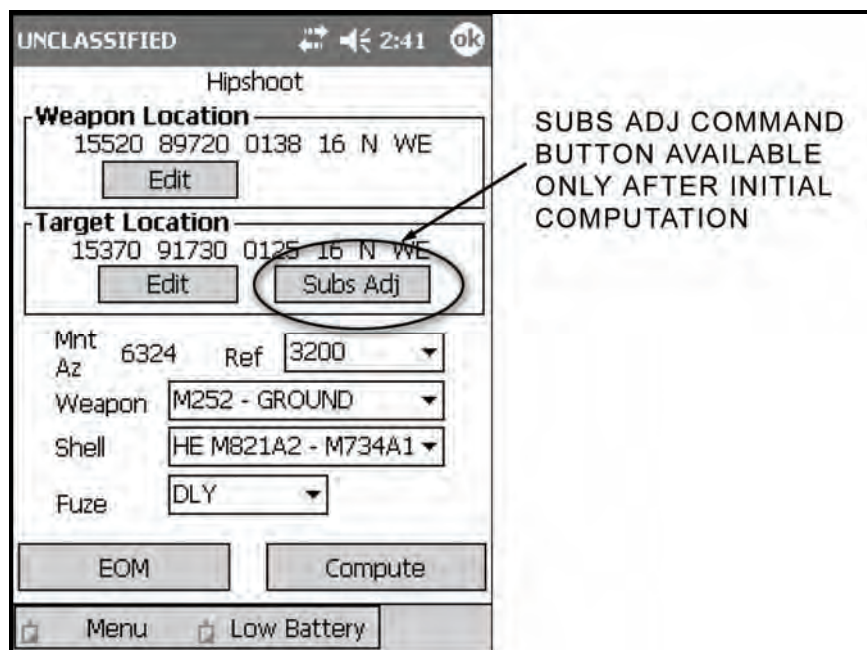 UNCLASSIFIED 2:41 ok
Hipshoot
Weapon Location
15520 89720 0138 16 N WE
Edit
Target Location
15370 91730 0125 16 N WE
Edit Subs Adj
Mnt Az 6324 Ref 3200
Weapon M252 - GROUND
Shell HE M821A2 - M734A1
Fuze DLY
EOM Compute
Menu Low Battery
SUBS ADJ COMMAND
BUTTON AVAILABLE
ONLY AFTER INITIAL
COMPUTATION